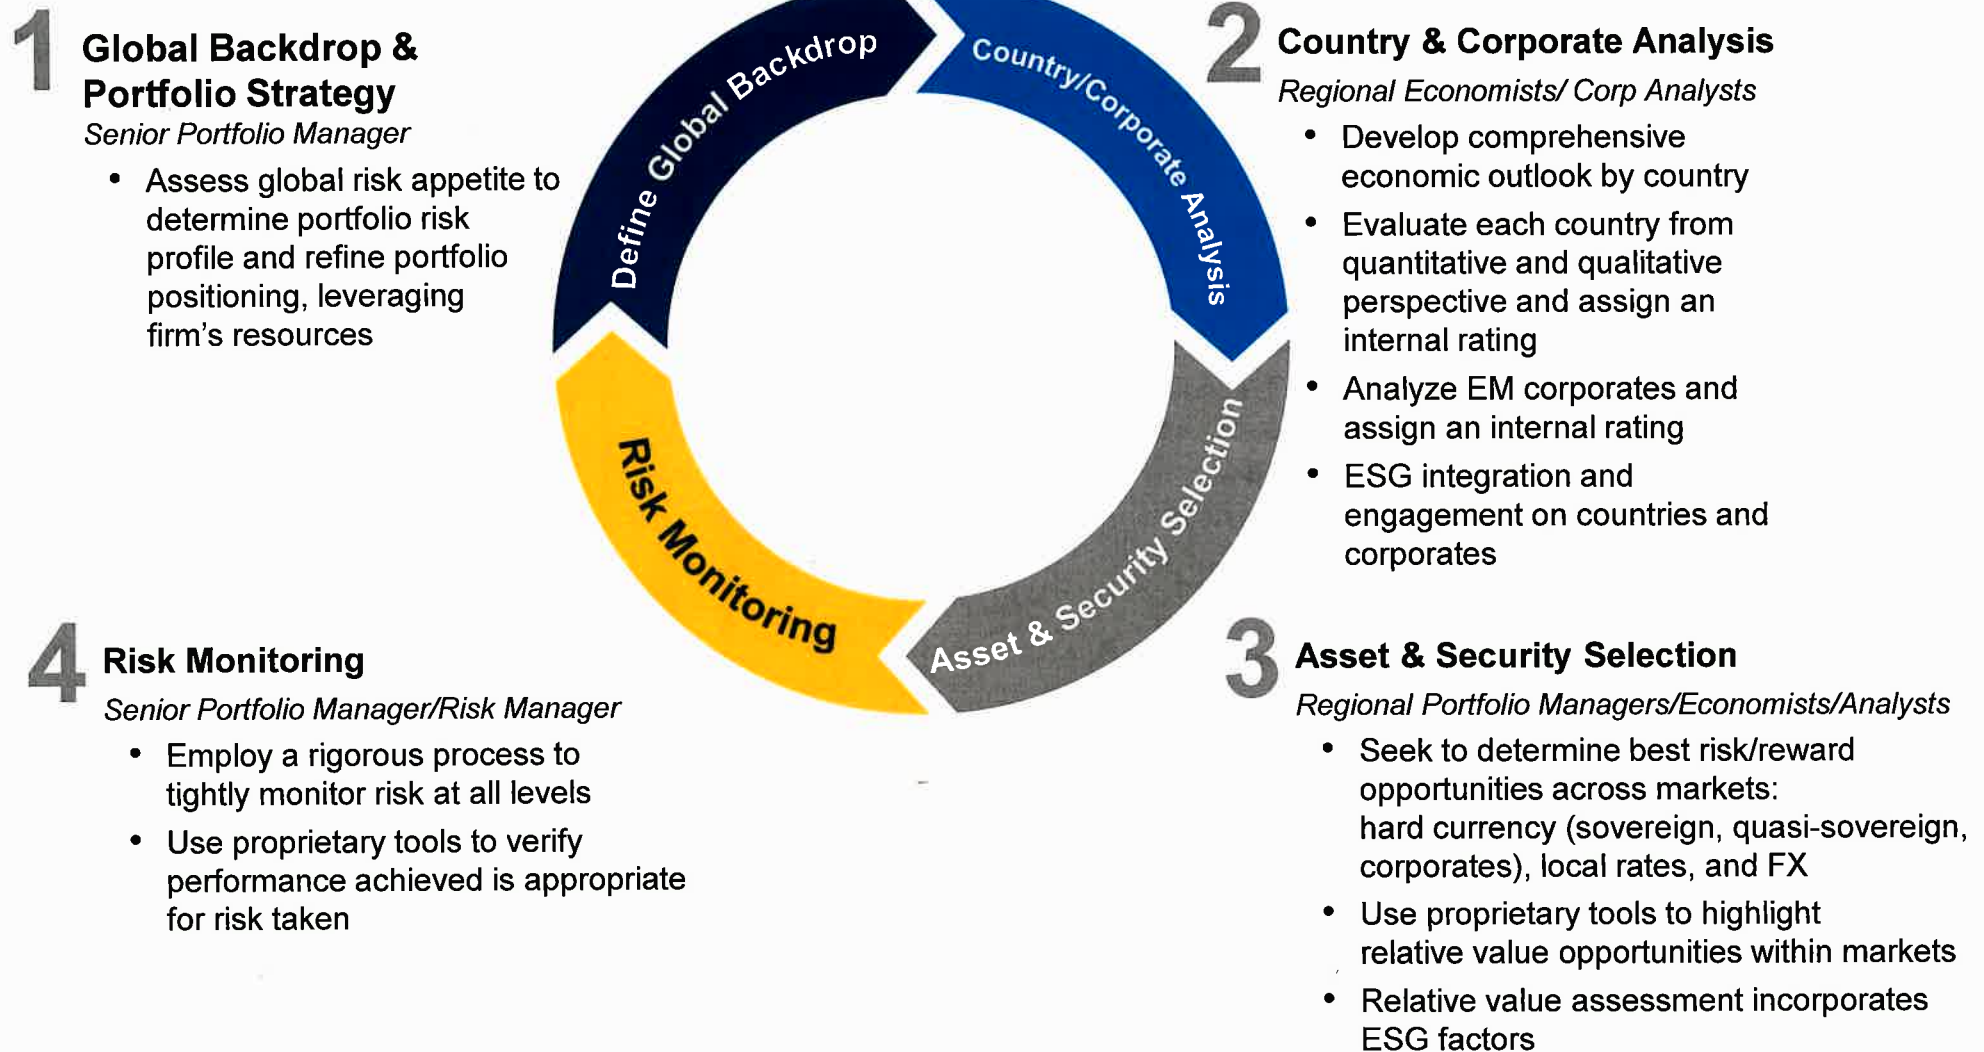 1
Global Backdrop &
Portfolio Strategy
Senior Portfolio Manager
• Assess global risk appetite to
determine portfolio risk
profile and refine portfolio
positioning, leveraging
firm's resources
Define Global Backdrop
Country/Corporate Analysis
Asset & Security Selection
Risk Monitoring
2
Country & Corporate Analysis
Regional Economists/ Corp Analysts
• Develop comprehensive
economic outlook by country
• Evaluate each country from
quantitative and qualitative
perspective and assign an
internal rating
• Analyze EM corporates and
assign an internal rating
• ESG integration and
engagement on countries and
corporates
3
Asset & Security Selection
Regional Portfolio Managers/Economists/Analysts
• Seek to determine best risk/reward
opportunities across markets:
hard currency (sovereign, quasi-sovereign,
corporates), local rates, and FX
• Use proprietary tools to highlight
relative value opportunities within markets
• Relative value assessment incorporates
ESG factors
4
Risk Monitoring
Senior Portfolio Manager/Risk Manager
• Employ a rigorous process to
tightly monitor risk at all levels
• Use proprietary tools to verify
performance achieved is appropriate
for risk taken